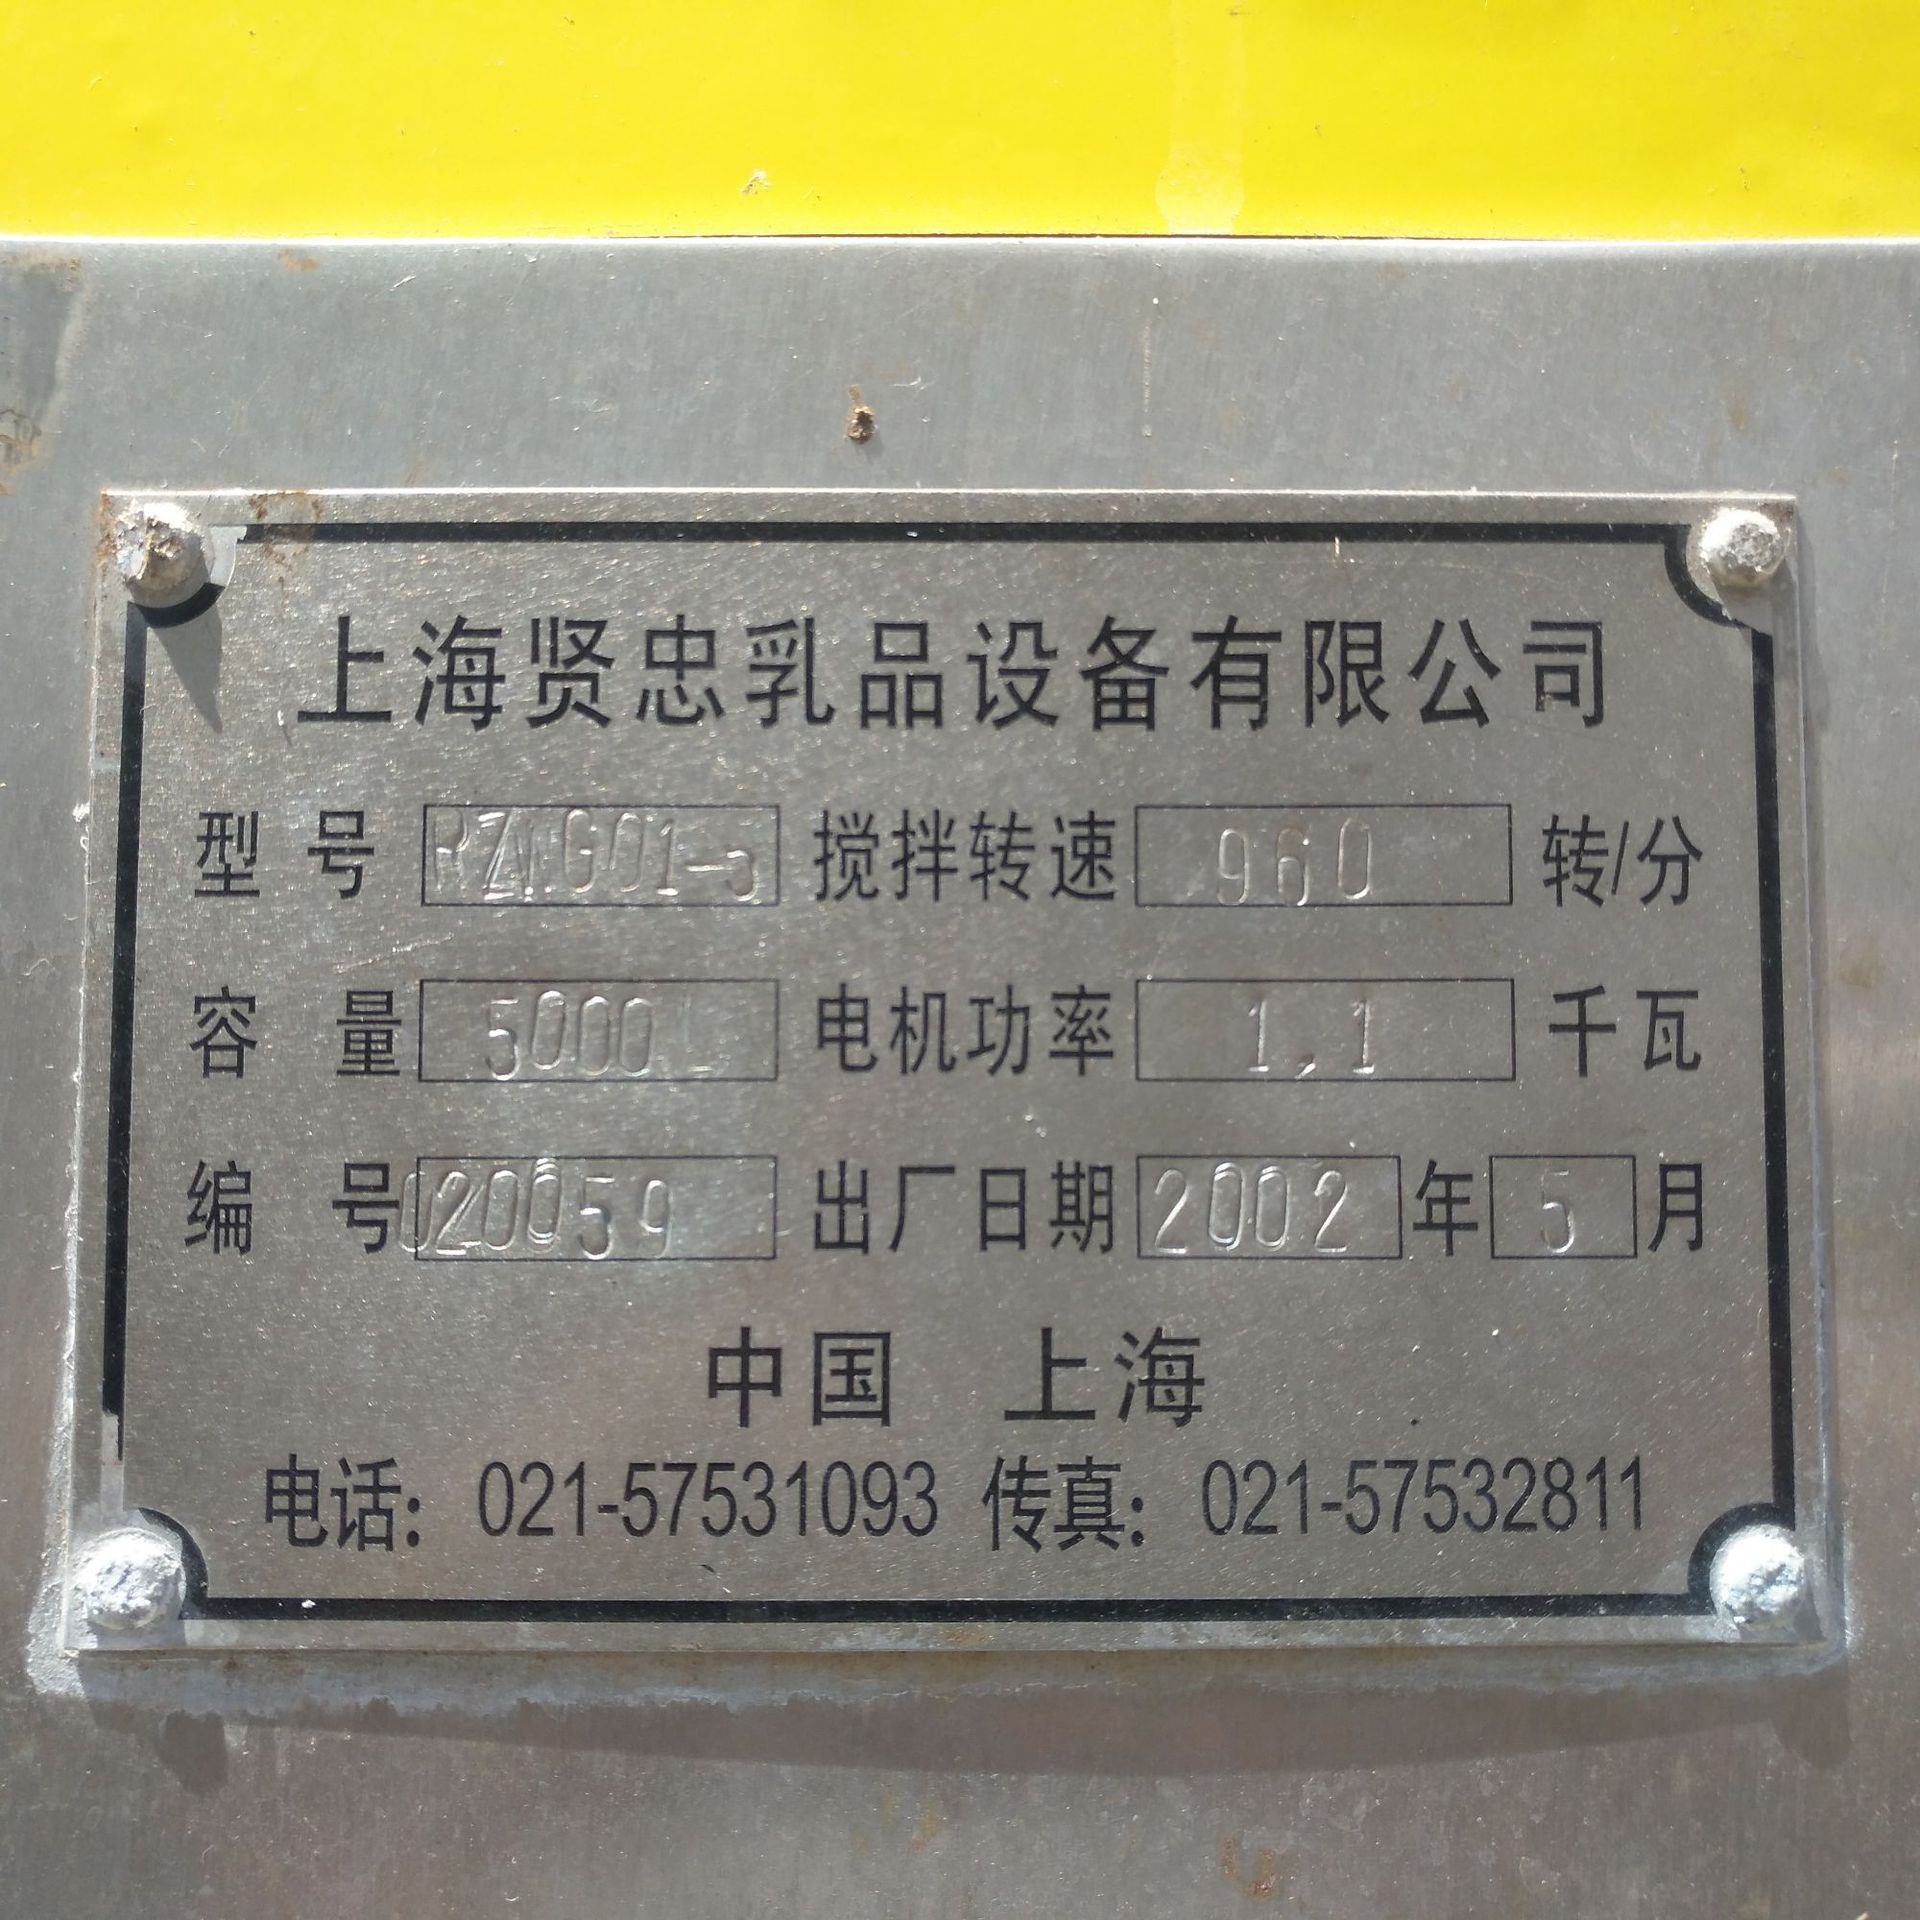 上海贤忠乳品设备有限公司
型号 RZWG01-5 搅拌转速 960 转/分
容量 5000L 电机功率 1,1 千瓦
编号 020059 出厂日期 2002 年 5 月
中国 上海
电话：021-57531093 传真：021-57532811